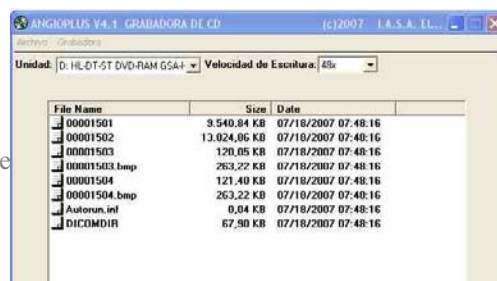 ANGIOPLUS V4.1 GRABADORA DE CD (c)2007 I.A.S.A. EL...
Archivo Grabadora
Unidad: D: HL-DT-ST DVD-RAM GSA-H Velocidad de Escritura: 48x
File Name Size Date
00001501 9.540,84 KB 07/18/2007 07:48:16
00001502 13.024,86 KB 07/18/2007 07:48:16
00001503 120,05 KB 07/18/2007 07:48:16
e
00001503.bmp 263,22 KB 07/18/2007 07:48:16
00001504 121,40 KB 07/18/2007 07:48:16
00001504.bmp 263,22 KB 07/18/2007 07:48:16
Autorun.inf 0,04 KB 07/18/2007 07:48:16
DICOMDIR 67,90 KB 07/18/2007 07:48:16